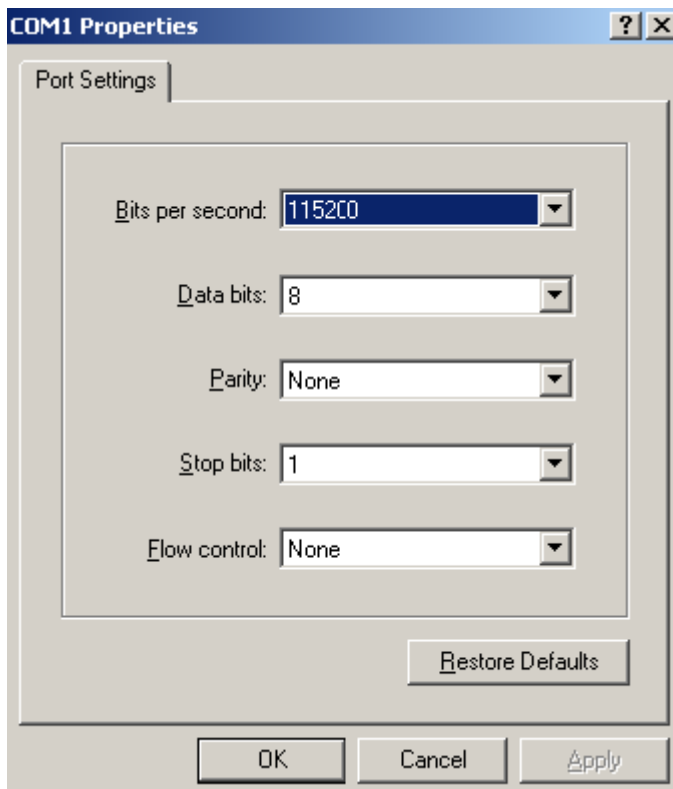 COM1 Properties
Port Settings
Bits per second: 115200
Data bits: 8
Parity: None
Stop bits: 1
Flow control: None
Restore Defaults
OK Cancel Apply